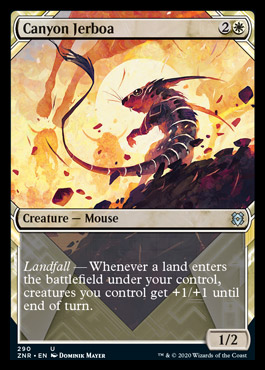 Canyon Jerboa 2
Creature — Mouse
Landfall — Whenever a land enters
the battlefield under your control,
creatures you control get +1/+1 until
end of turn.
1/2
290 U
ZNR • EN DOMINIK MAYER
™ & © 2020 Wizards of the Coast